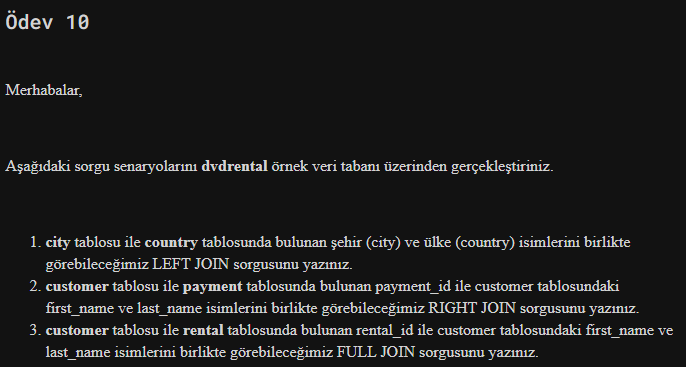 Ödev 10
Merhabalar,
Aşağıdaki sorgu senaryolarını dvdrental örnek veri tabanı üzerinden gerçekleştiriniz.
1. city tablosu ile country tablosunda bulunan şehir (city) ve ülke (country) isimlerini birlikte
görebileceğimiz LEFT JOIN sorgusunu yazınız.
2. customer tablosu ile payment tablosunda bulunan payment_id ile customer tablosundaki
first_name ve last_name isimlerini birlikte görebileceğimiz RIGHT JOIN sorgusunu yazınız.
3. customer tablosu ile rental tablosunda bulunan rental_id ile customer tablosundaki first_name ve
last_name isimlerini birlikte görebileceğimiz FULL JOIN sorgusunu yazınız.